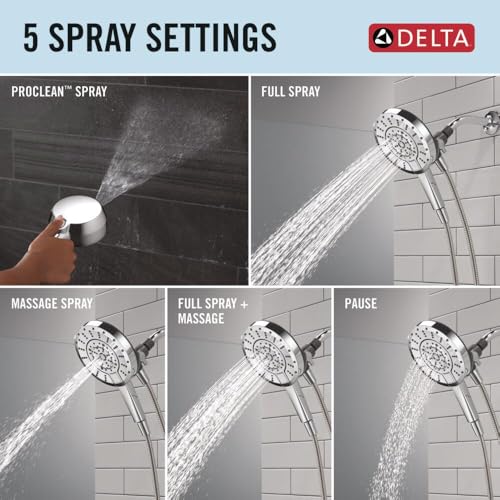 5 SPRAY SETTINGS
DELTA
PROCLEAN™ SPRAY
FULL SPRAY
MASSAGE SPRAY
FULL SPRAY +
MASSAGE
PAUSE